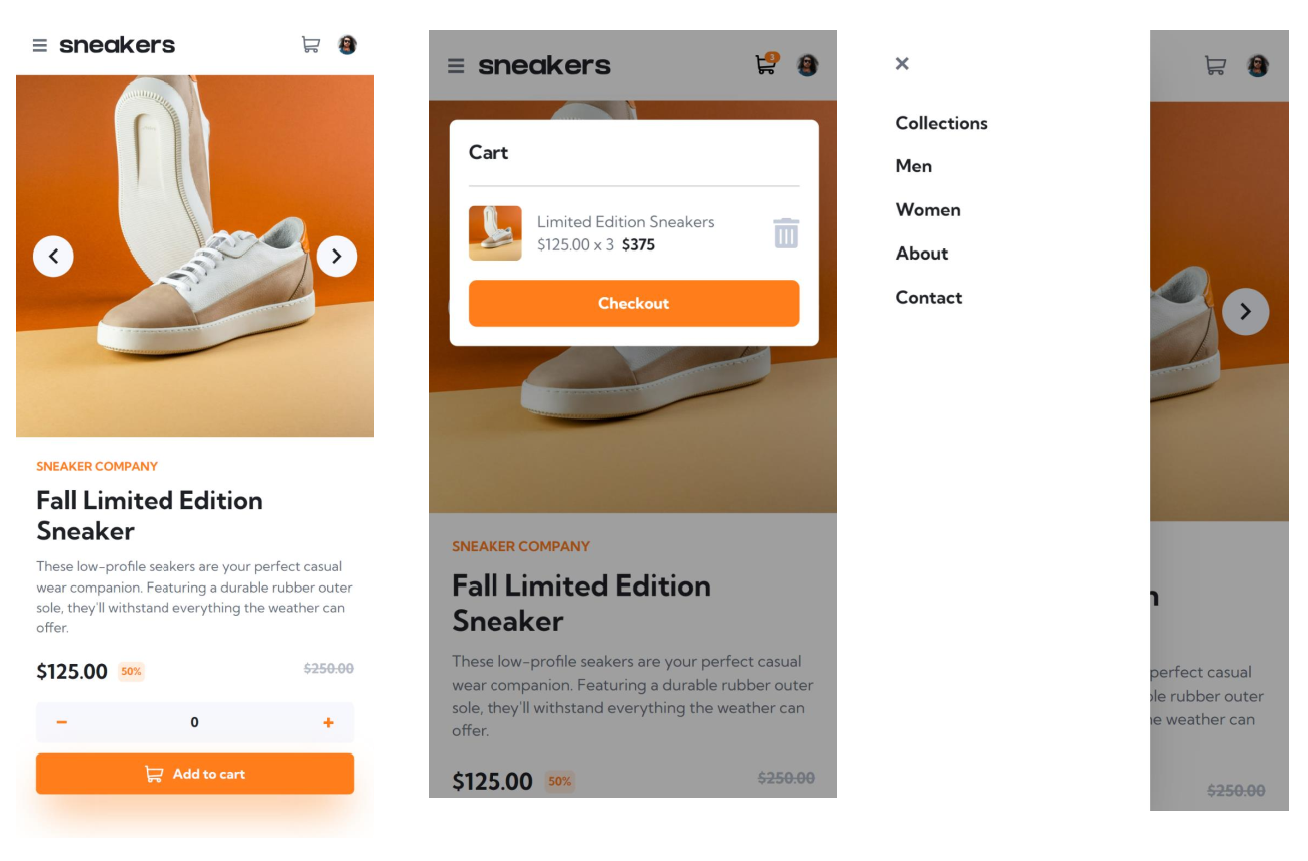 sneakers
SNEAKER COMPANY
Fall Limited Edition
Sneaker
These low-profile seakers are your perfect casual
wear companion. Featuring a durable rubber outer
sole, they'll withstand everything the weather can
offer.
$125.00 50% $250.00
− 0 +
Add to cart
sneakers 3
Cart
Limited Edition Sneakers
$125.00 x 3 $375
Checkout
SNEAKER COMPANY
Fall Limited Edition
Sneaker
These low-profile seakers are your perfect casual
wear companion. Featuring a durable rubber outer
sole, they'll withstand everything the weather can
offer.
$125.00 50% $250.00
Collections
Men
Women
About
Contact
n
perfect casual
ble rubber outer
he weather can
$250.00